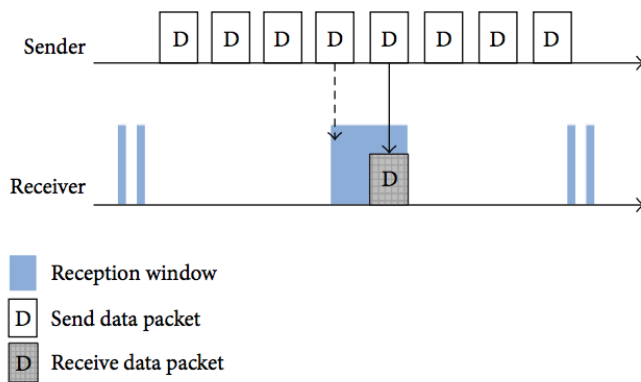 D D D D D D D D
Sender
D
Receiver
Reception window
D Send data packet
D Receive data packet